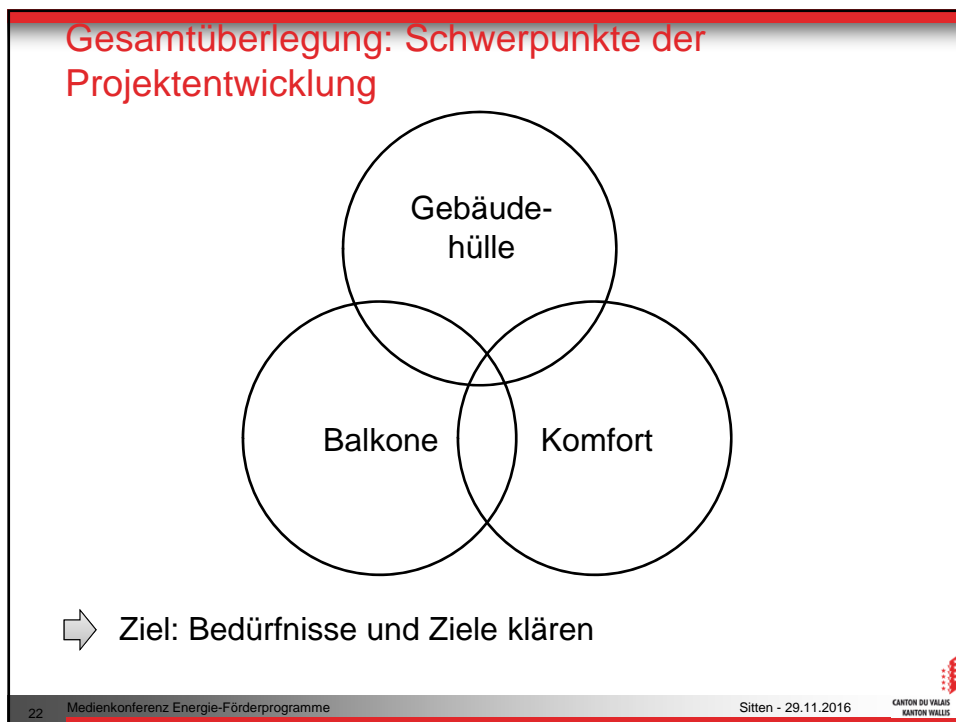 Gesamtüberlegung: Schwerpunkte der
Projektentwicklung
Gebäude-
hülle
Balkone
Komfort
Ziel: Bedürfnisse und Ziele klären
22
Medienkonferenz Energie-Förderprogramme
Sitten - 29.11.2016
CANTON DU VALAIS
KANTON WALLIS